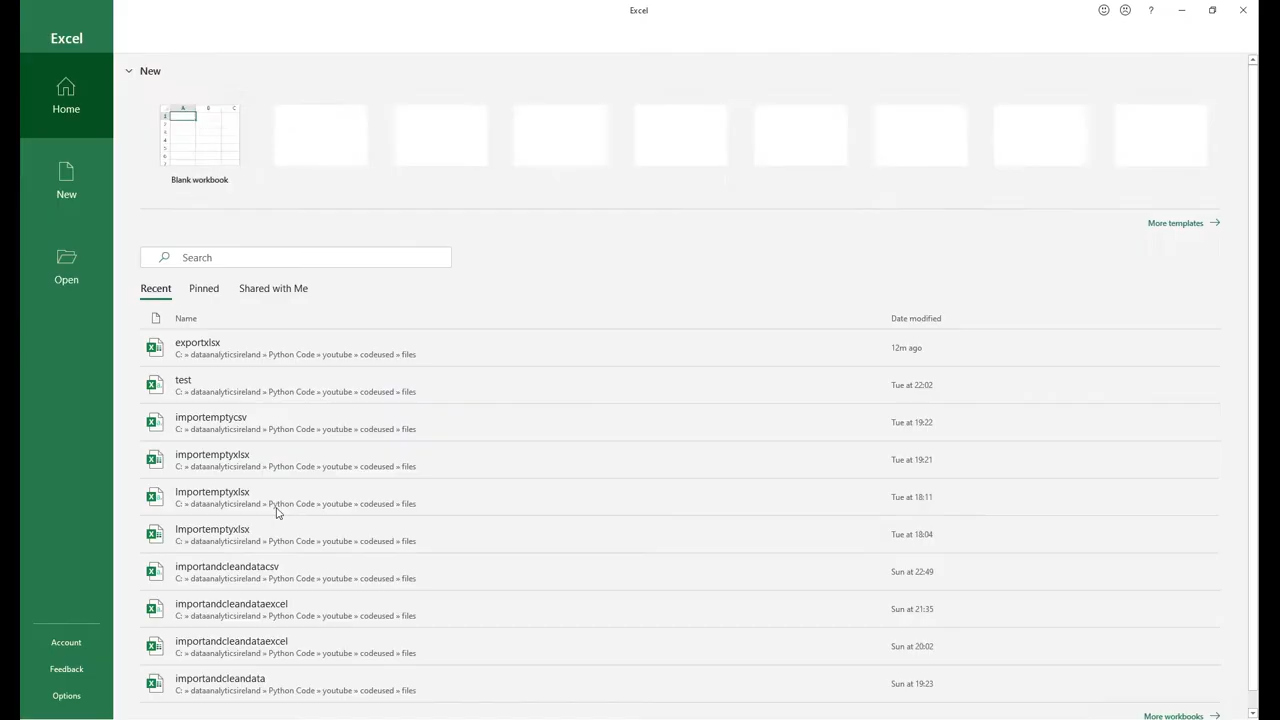 Excel
?
Excel
Home
New
Open
Account
Feedback
Options
New
A B C
1
2
3
4
5
6
Blank workbook
More templates
Search
Recent Pinned Shared with Me
Name Date modified
exportxlsx
C: » dataanalyticsireland » Python Code » youtube » codeused » files
12m ago
test
C: » dataanalyticsireland » Python Code » youtube » codeused » files
Tue at 22:02
importemptycsv
C: » dataanalyticsireland » Python Code » youtube » codeused » files
Tue at 19:22
importemptyxlsx
C: » dataanalyticsireland » Python Code » youtube » codeused » files
Tue at 19:21
Importemptyxlsx
C: » dataanalyticsireland » Python Code » youtube » codeused » files
Tue at 18:11
Importemptyxlsx
C: » dataanalyticsireland » Python Code » youtube » codeused » files
Tue at 18:04
importandcleandatacsv
C: » dataanalyticsireland » Python Code » youtube » codeused » files
Sun at 22:49
importandcleandataexcel
C: » dataanalyticsireland » Python Code » youtube » codeused » files
Sun at 21:35
importandcleandataexcel
C: » dataanalyticsireland » Python Code » youtube » codeused » files
Sun at 20:02
importandcleandata
C: » dataanalyticsireland » Python Code » youtube » codeused » files
Sun at 19:23
More workbooks